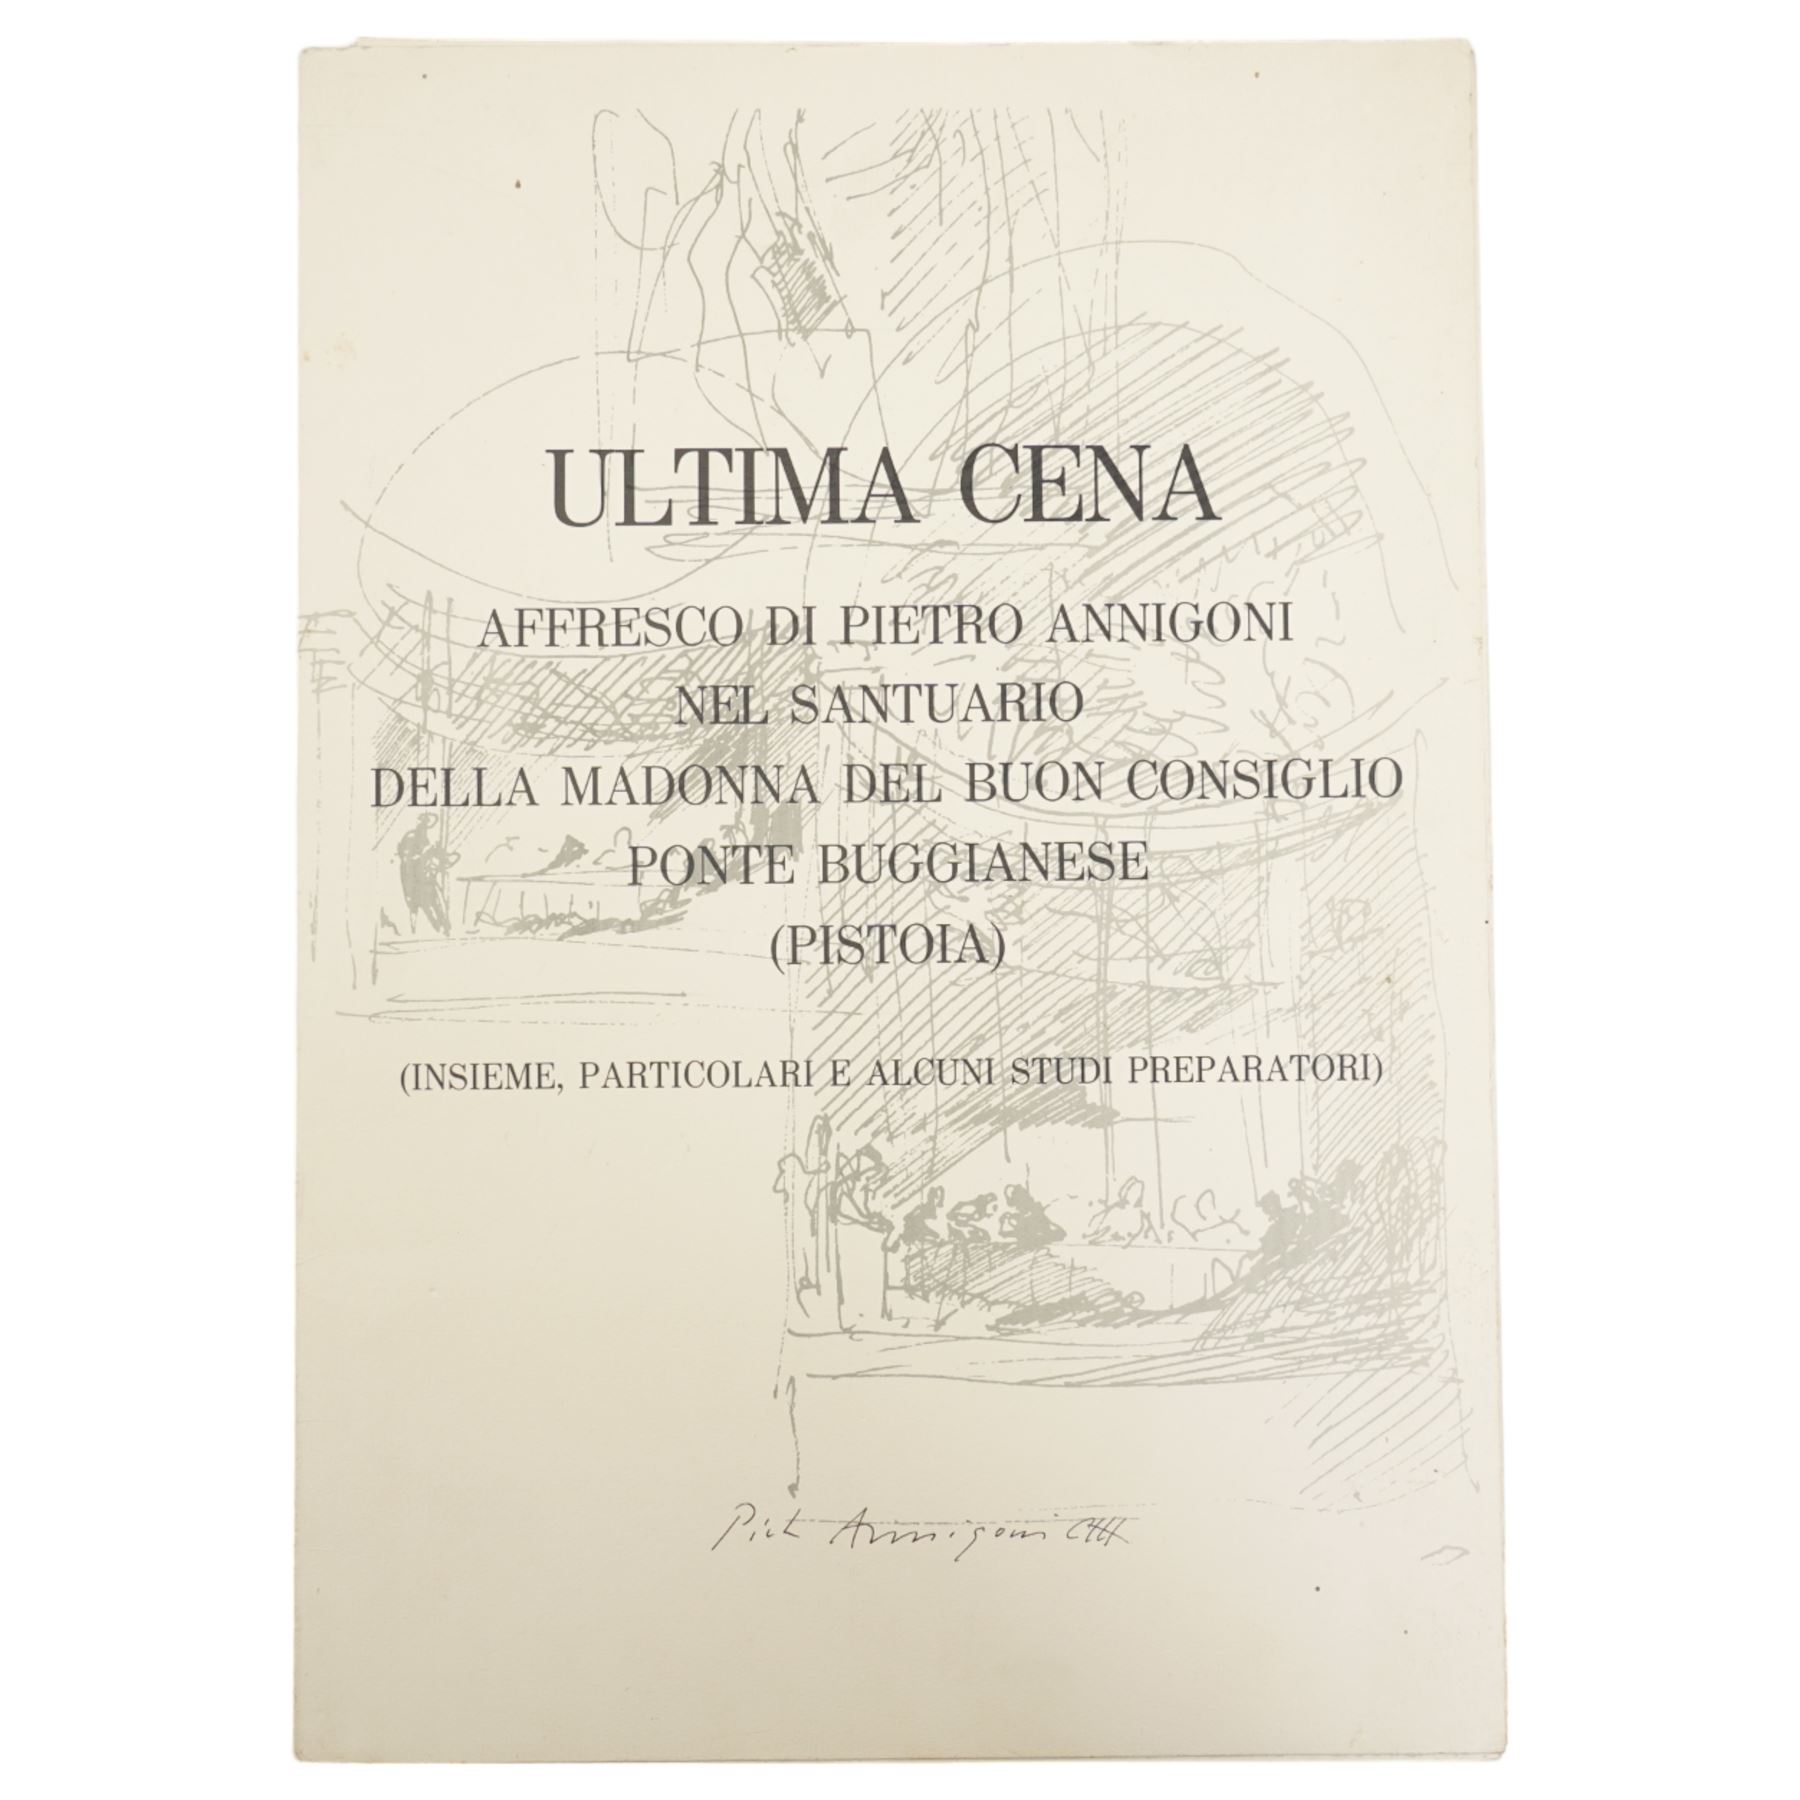 ULTIMA CENA
AFFRESCO DI PIETRO ANNIGONI
NEL SANTUARIO
DELLA MADONNA DEL BUON CONSIGLIO
PONTE BUGGIANESE
(PISTOIA)
(INSIEME, PARTICOLARI E ALCUNI STUDI PREPARATORI)
Annigoni